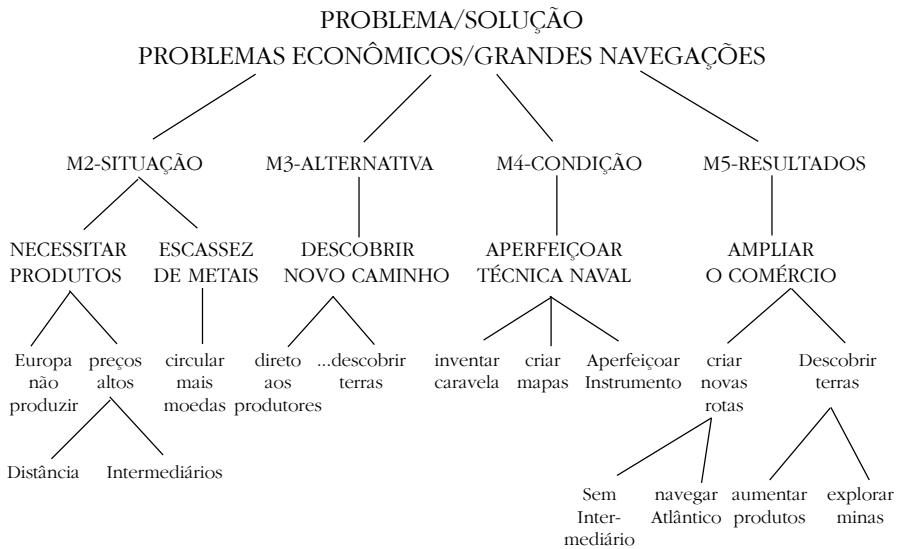 PROBLEMA/SOLUÇÃO
PROBLEMAS ECONÔMICOS/GRANDES NAVEGAÇÕES
M2-SITUAÇÃO
M3-ALTERNATIVA
M4-CONDIÇÃO
M5-RESULTADOS
NECESSITAR
PRODUTOS
ESCASSEZ
DE METAIS
DESCOBRIR
NOVO CAMINHO
APERFEIÇOAR
TÉCNICA NAVAL
AMPLIAR
O COMÉRCIO
Europa
não
produzir
preços
altos
circular
mais
moedas
direto
aos
produtores
...descobrir
terras
inventar
caravela
criar
mapas
Aperfeiçoar
Instrumento
criar
novas
rotas
Descobrir
terras
Distância
Intermediários
Sem
Inter-
mediário
navegar
Atlântico
aumentar
produtos
explorar
minas